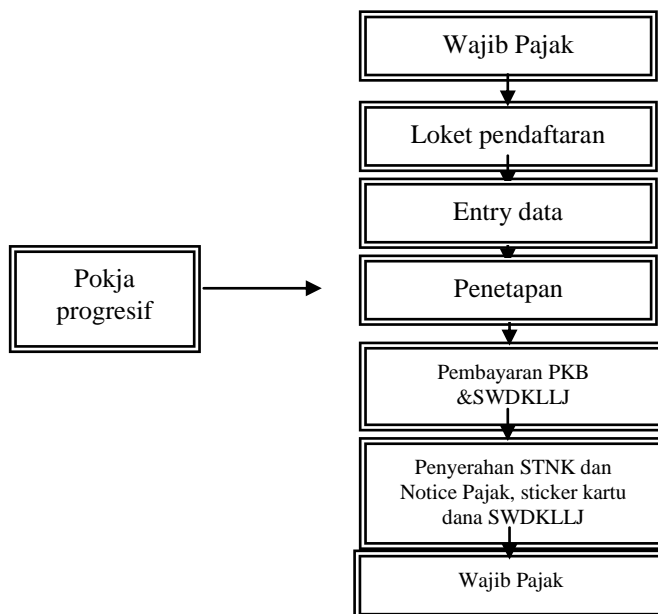 Wajib Pajak
Loket pendaftaran
Entry data
Pokja
progresif
Penetapan
Pembayaran PKB
&SWDKLLJ
Penyerahan STNK dan
Notice Pajak, sticker kartu
dana SWDKLLJ
Wajib Pajak